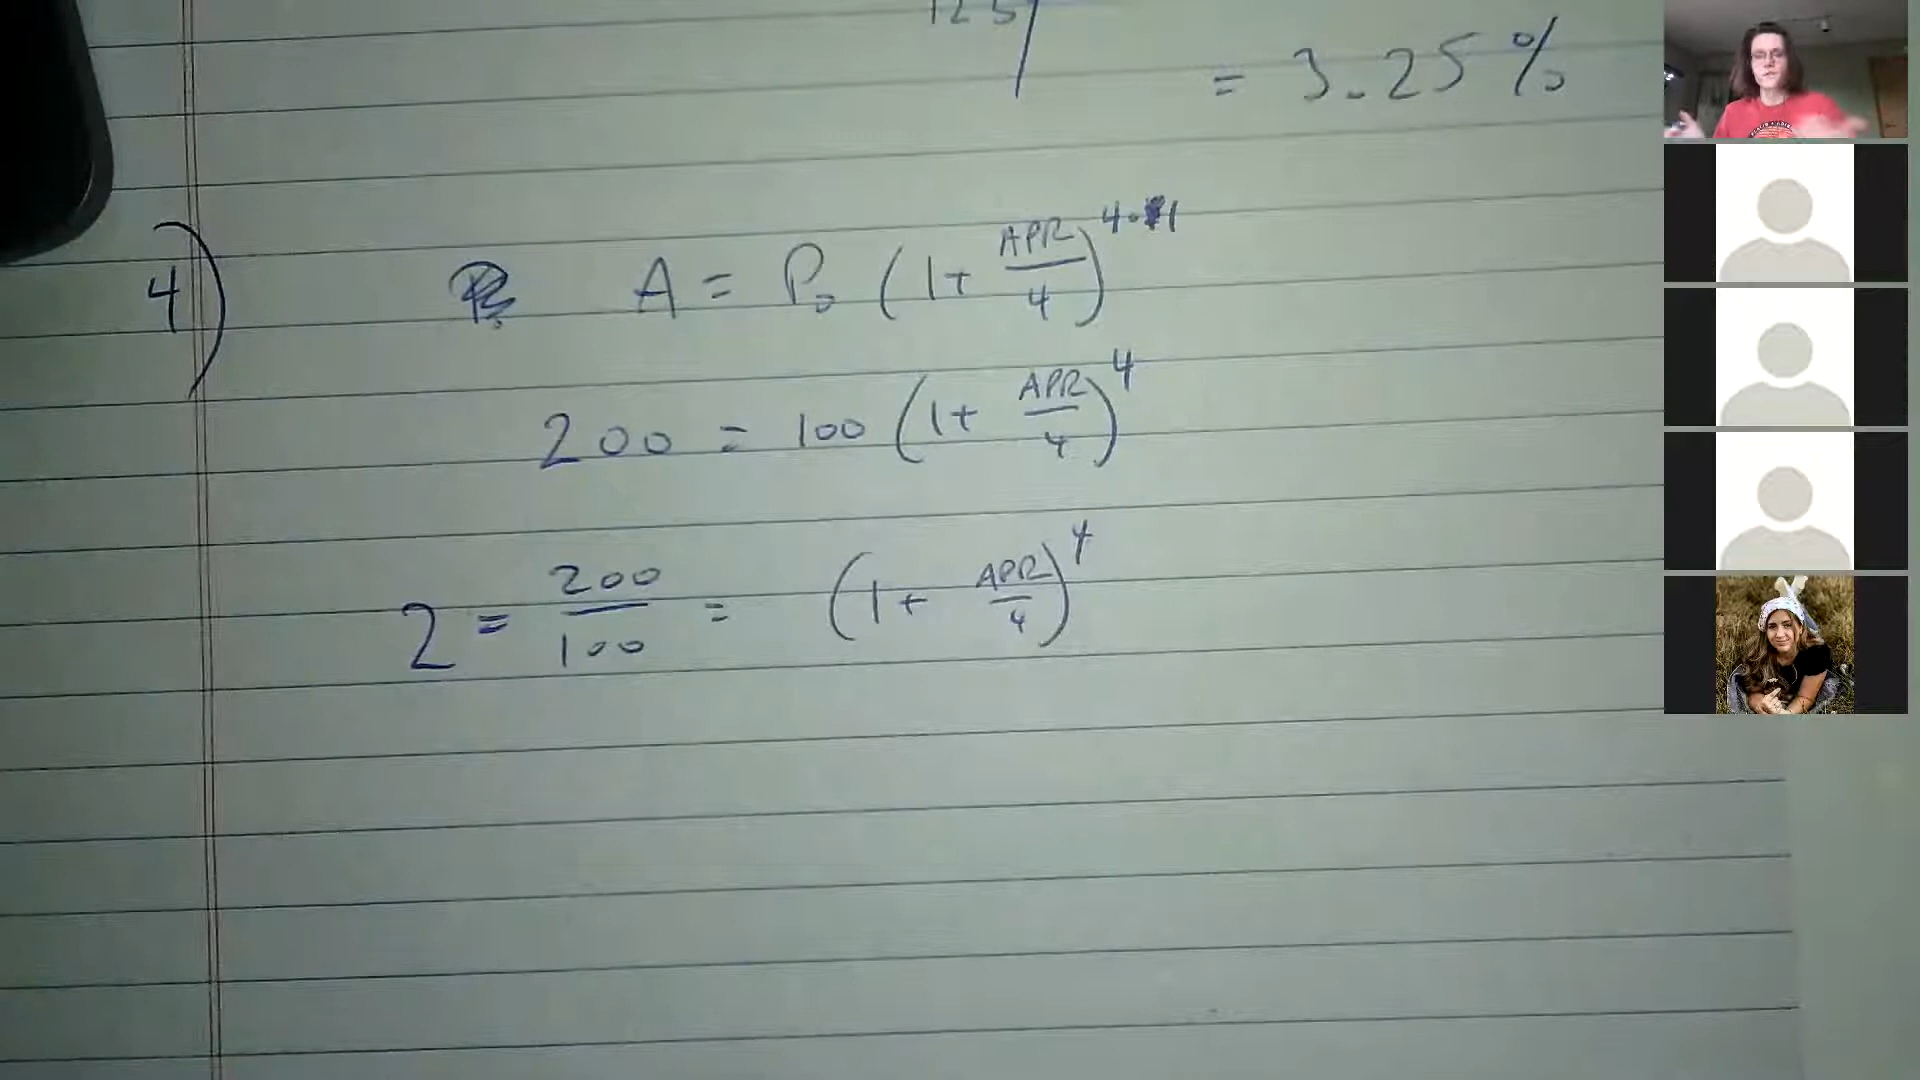 = 3.25%
4) A = P₀ (1 + APR/4)^4·1
200 = 100 (1 + APR/4)^4
2 = 200/100 = (1 + APR/4)^4